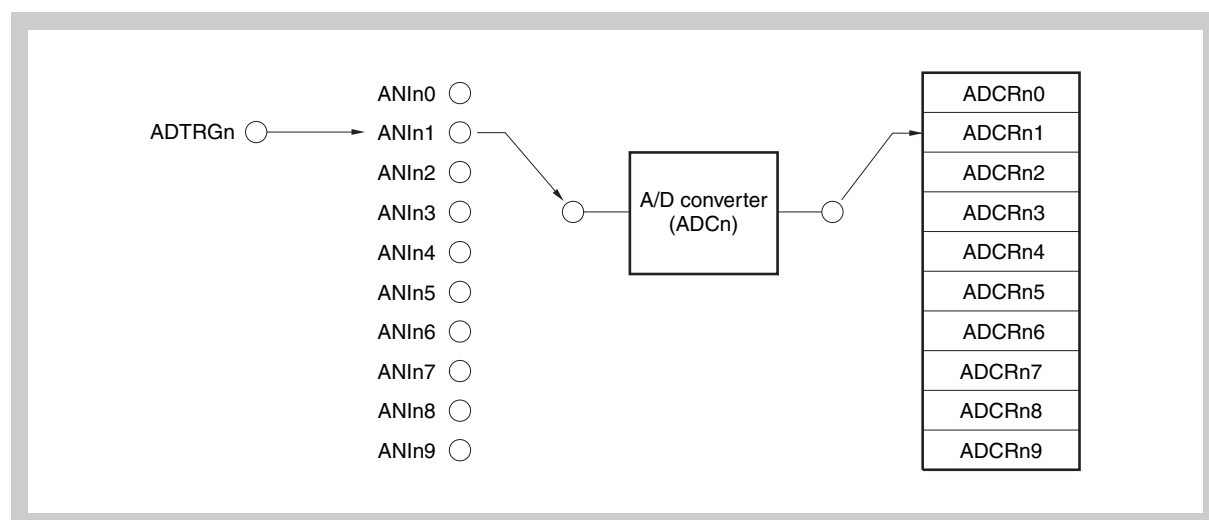 ADTRGn
ANIn0
ANIn1
ANIn2
ANIn3
ANIn4
ANIn5
ANIn6
ANIn7
ANIn8
ANIn9
A/D converter
(ADCn)
ADCRn0
ADCRn1
ADCRn2
ADCRn3
ADCRn4
ADCRn5
ADCRn6
ADCRn7
ADCRn8
ADCRn9